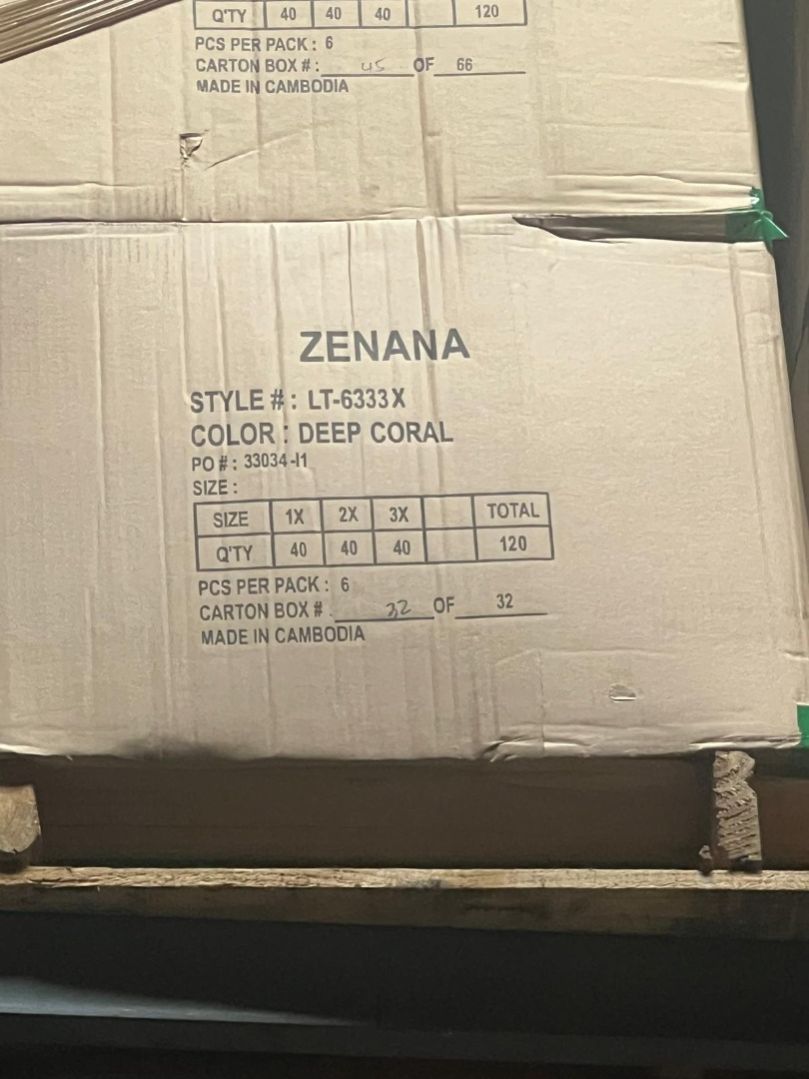 Q'TY 40 40 40 120
PCS PER PACK : 6
CARTON BOX # : 45 OF 66
MADE IN CAMBODIA
ZENANA
STYLE # : LT-6333X
COLOR : DEEP CORAL
PO # : 33034-I1
SIZE :
SIZE 1X 2X 3X TOTAL
Q'TY 40 40 40 120
PCS PER PACK : 6
CARTON BOX # 32 OF 32
MADE IN CAMBODIA